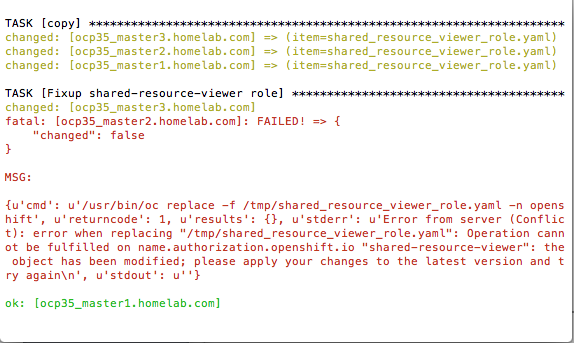 TASK [copy] ********************************************************************
changed: [ocp35_master3.homelab.com] => (item=shared_resource_viewer_role.yaml)
changed: [ocp35_master2.homelab.com] => (item=shared_resource_viewer_role.yaml)
changed: [ocp35_master1.homelab.com] => (item=shared_resource_viewer_role.yaml)
TASK [Fixup shared-resource-viewer role] ***************************************
changed: [ocp35_master3.homelab.com]
fatal: [ocp35_master2.homelab.com]: FAILED! => {
    "changed": false
}
MSG:
{u'cmd': u'/usr/bin/oc replace -f /tmp/shared_resource_viewer_role.yaml -n opens
hift', u'returncode': 1, u'results': {}, u'stderr': u'Error from server (Conflic
t): error when replacing "/tmp/shared_resource_viewer_role.yaml": Operation cann
ot be fulfilled on name.authorization.openshift.io "shared-resource-viewer": the
 object has been modified; please apply your changes to the latest version and t
ry again\n', u'stdout': u''}
ok: [ocp35_master1.homelab.com]